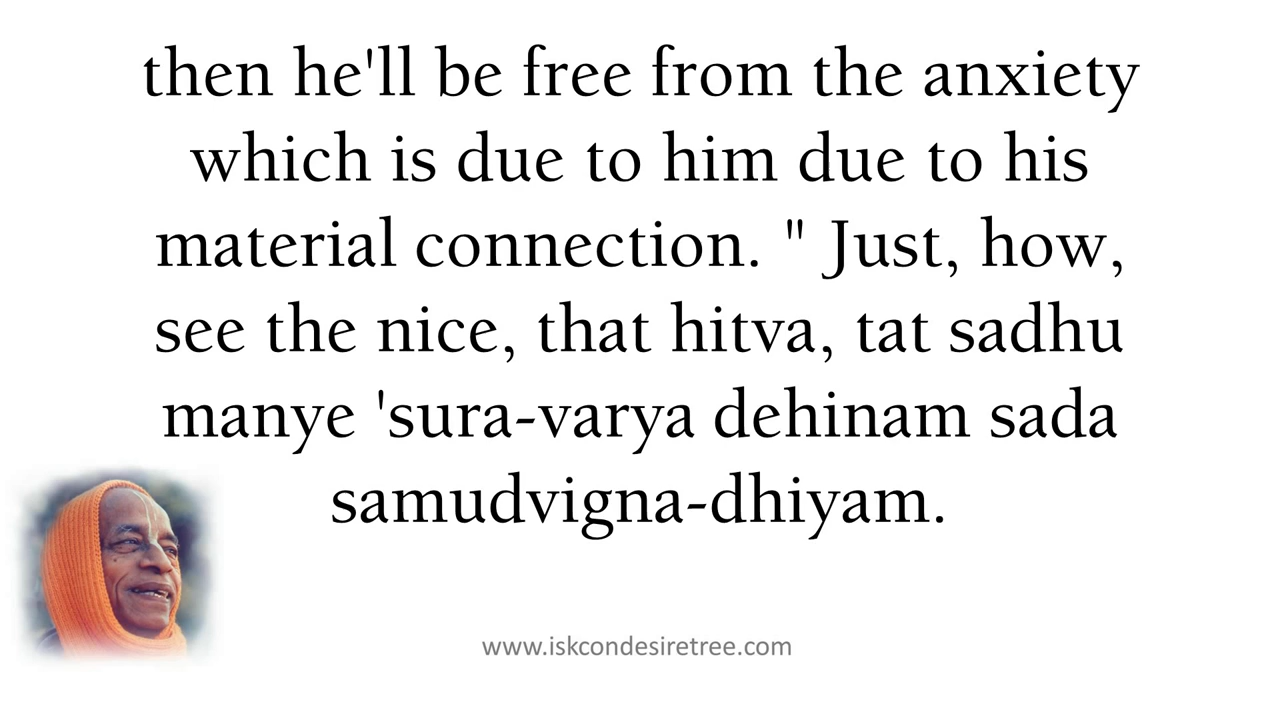 then he'll be free from the anxiety
which is due to him due to his
material connection. " Just, how,
see the nice, that hitva, tat sadhu
manye 'sura-varya dehinam sada
samudvigna-dhiyam.
www.iskcondesiretree.com